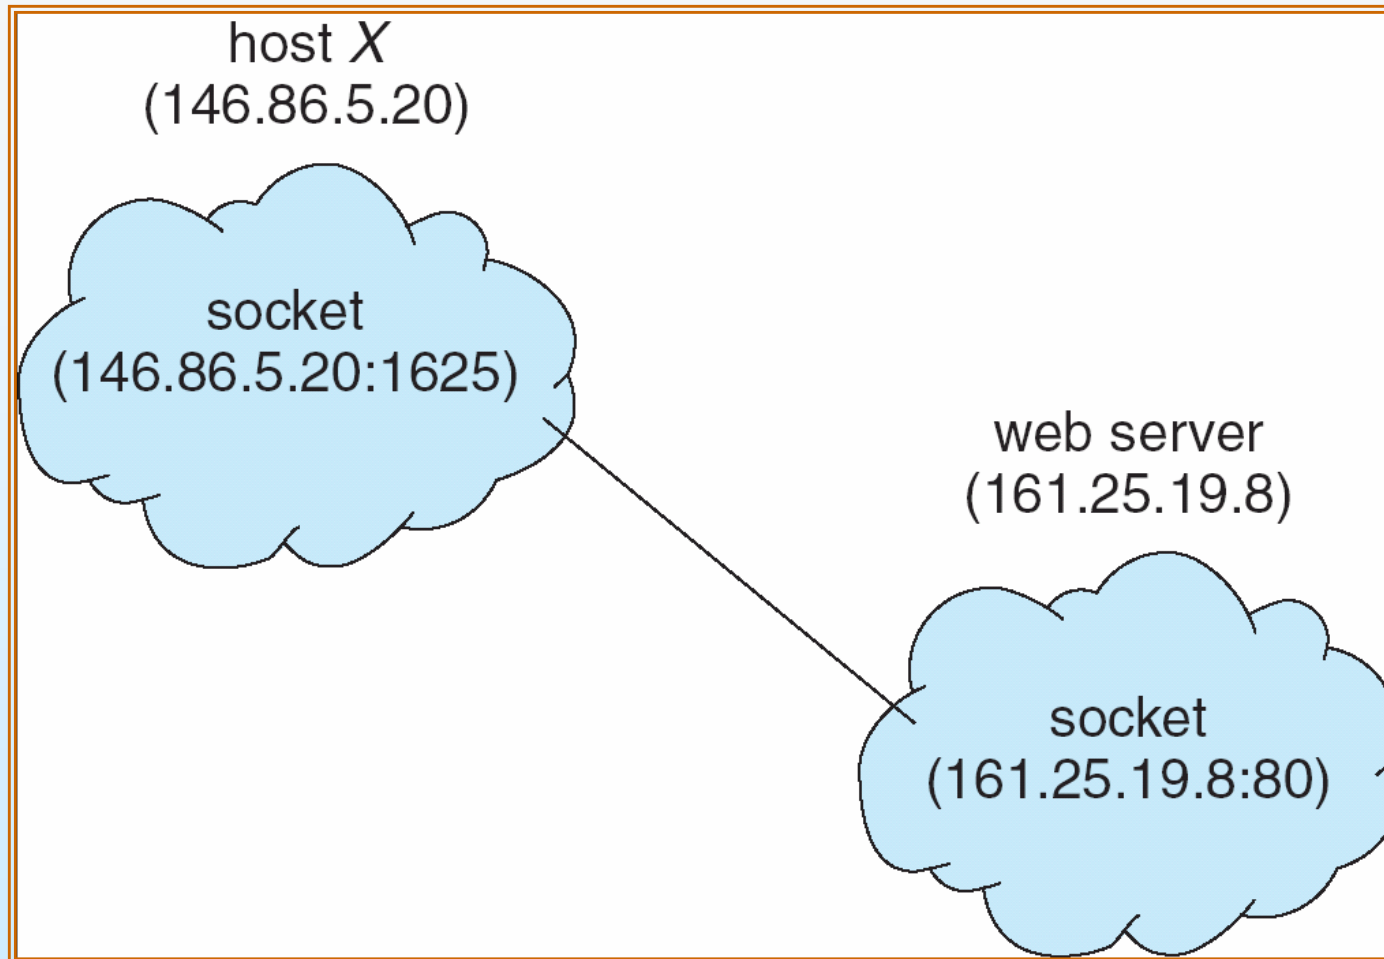 host X
(146.86.5.20)
socket
(146.86.5.20:1625)
web server
(161.25.19.8)
socket
(161.25.19.8:80)